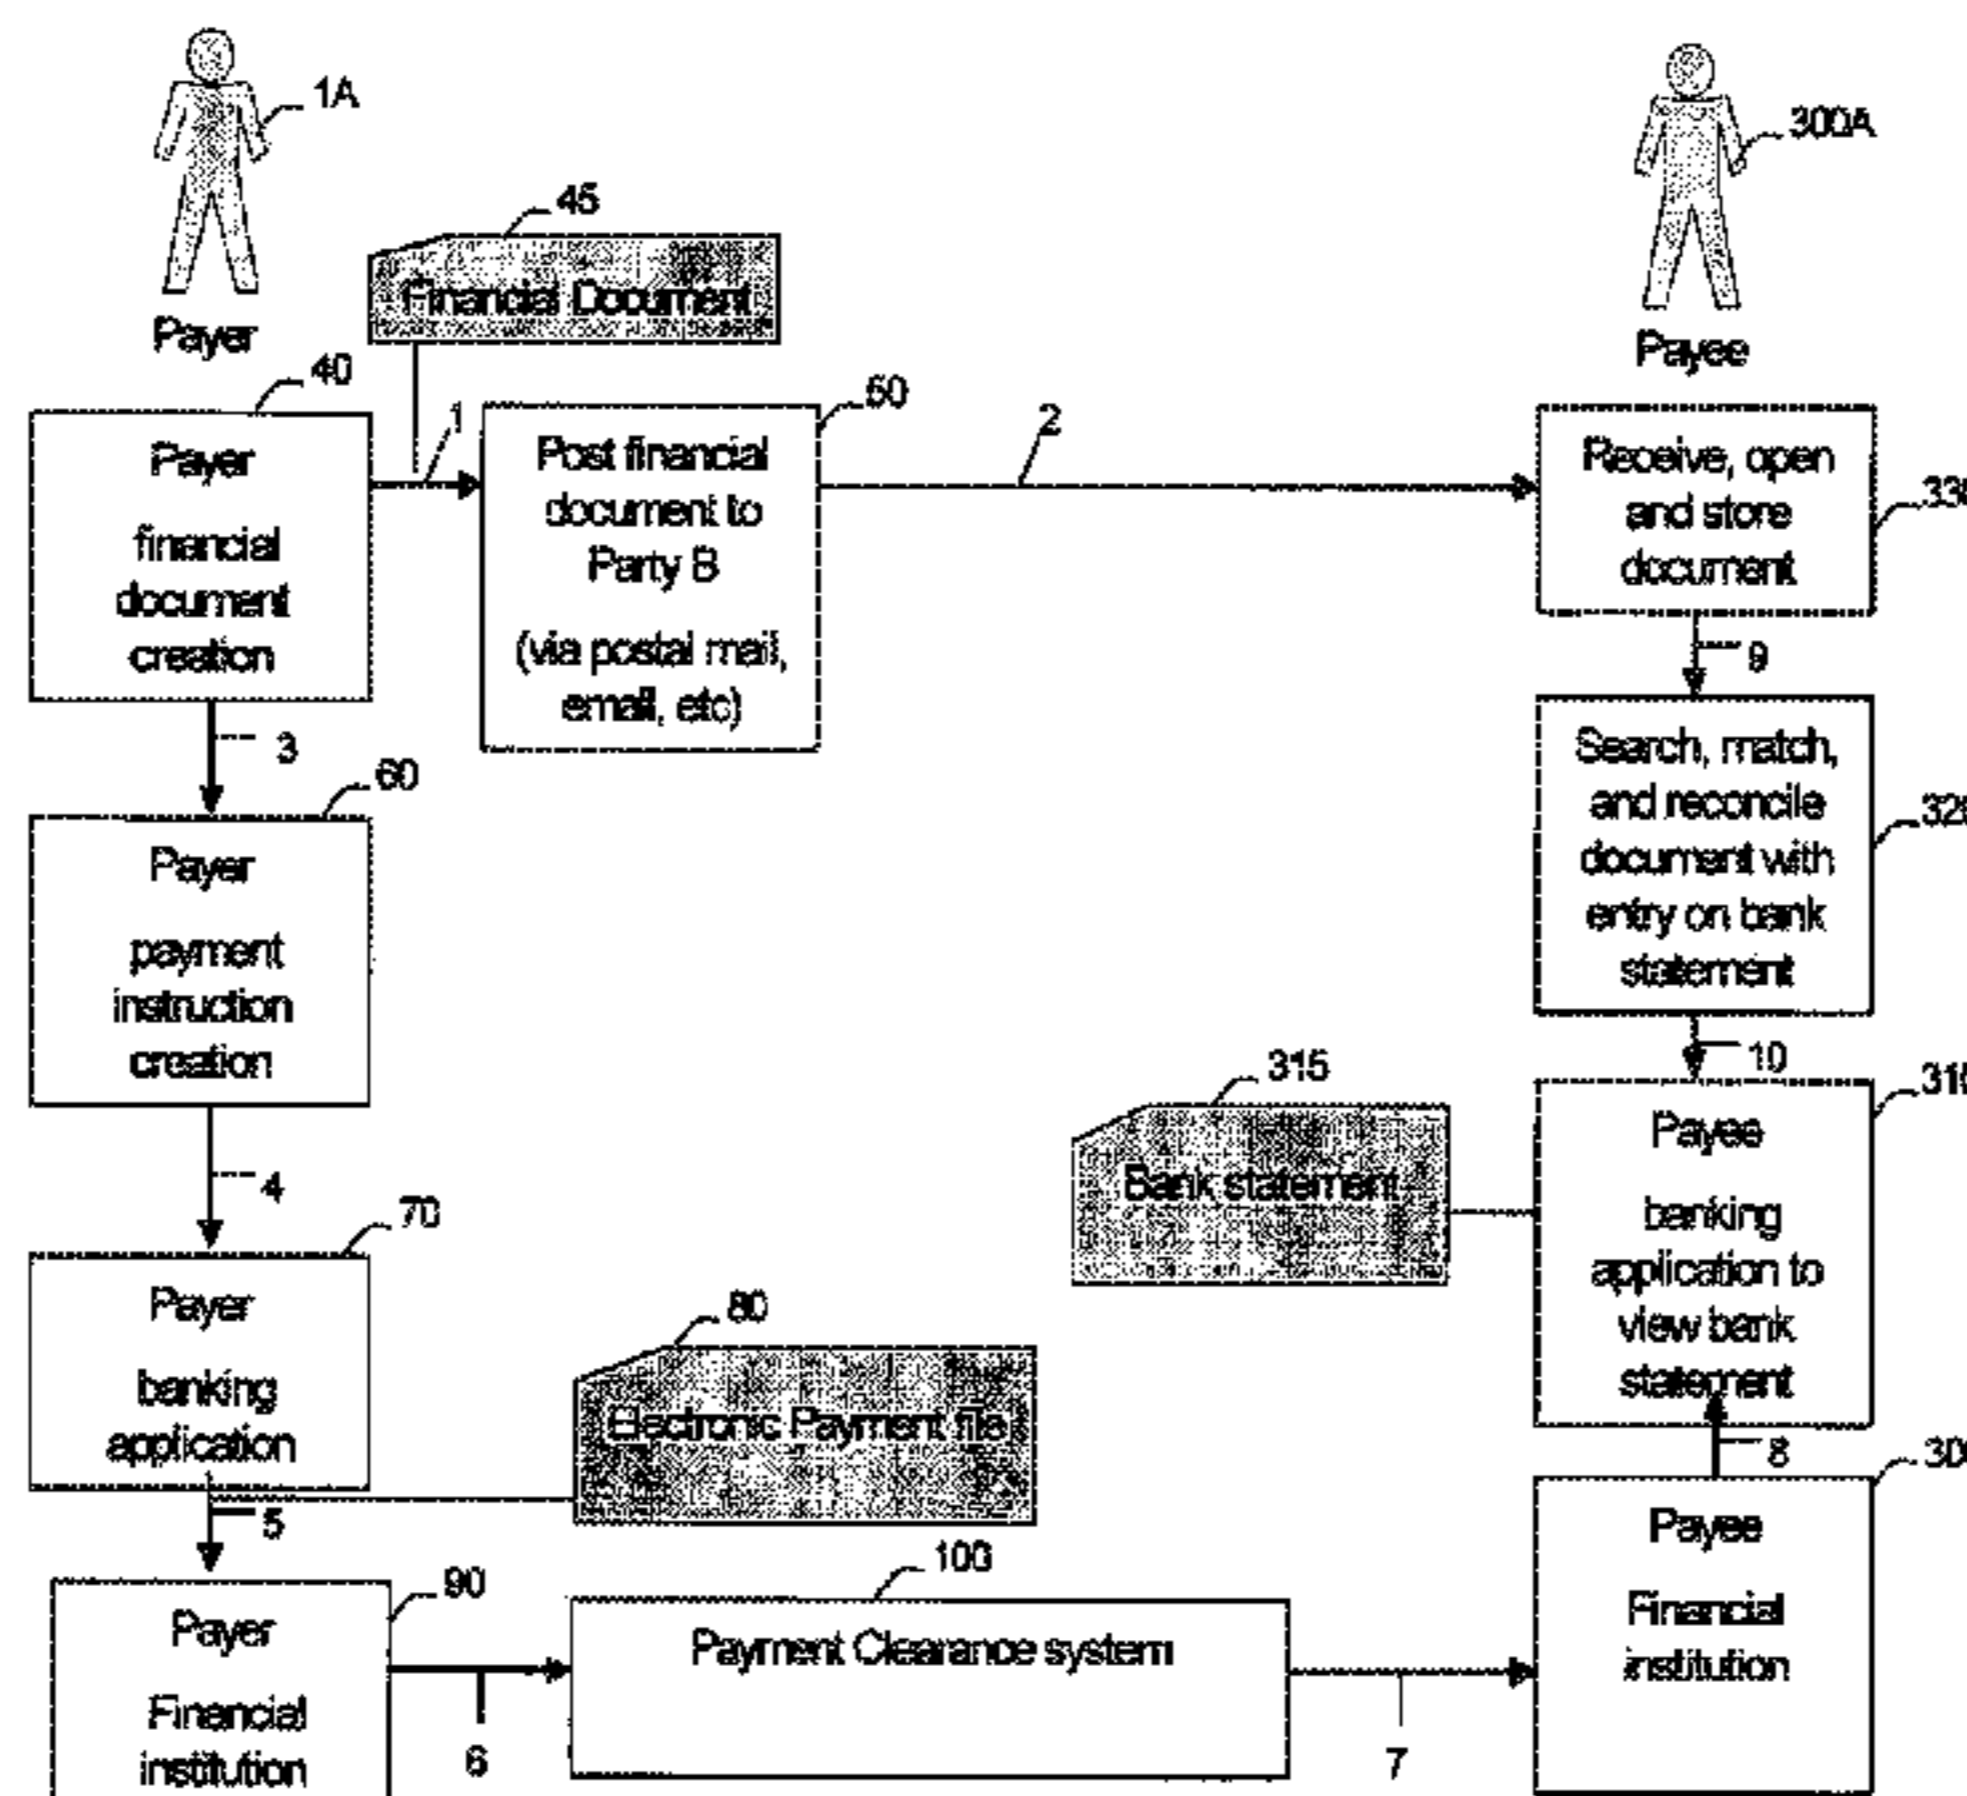 1A
300A
45
Financial Document
Payer
Payee
40
1
50
2
Payer
financial
document
creation
Post financial
document to
Party B
(via postal mail,
email, etc)
Receive, open
and store
document
330
9
3
60
Payer
payment
instruction
creation
Search, match,
and reconcile
document with
entry on bank
statement
320
10
4
70
315
Bank statement
310
Payee
banking
application to
view bank
statement
Payer
banking
application
80
Electronic Payment file
5
8
300
90
100
Payer
Financial
institution
6
Payment Clearance system
7
Payee
Financial
institution